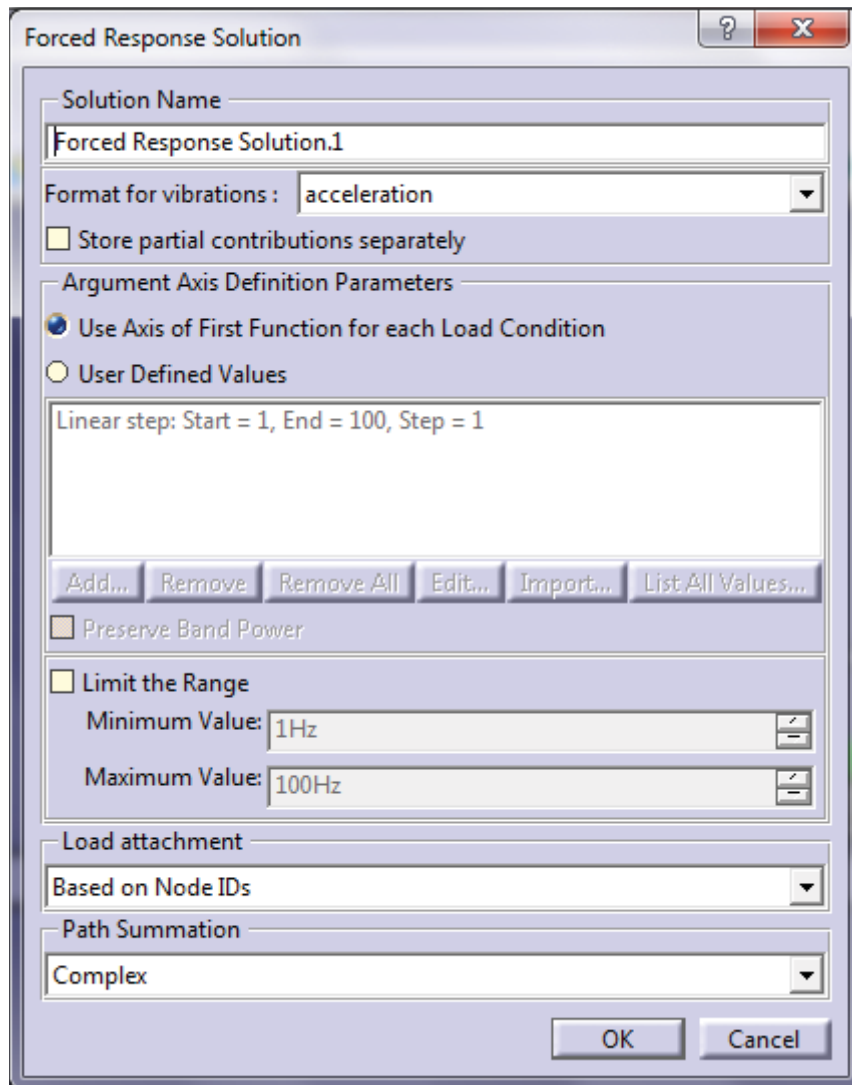 Forced Response Solution
Solution Name
Forced Response Solution.1
Format for vibrations : acceleration
Store partial contributions separately
Argument Axis Definition Parameters
Use Axis of First Function for each Load Condition
User Defined Values
Linear step: Start = 1, End = 100, Step = 1
Add... Remove Remove All Edit... Import... List All Values...
Preserve Band Power
Limit the Range
Minimum Value: 1Hz
Maximum Value: 100Hz
Load attachment
Based on Node IDs
Path Summation
Complex
OK Cancel